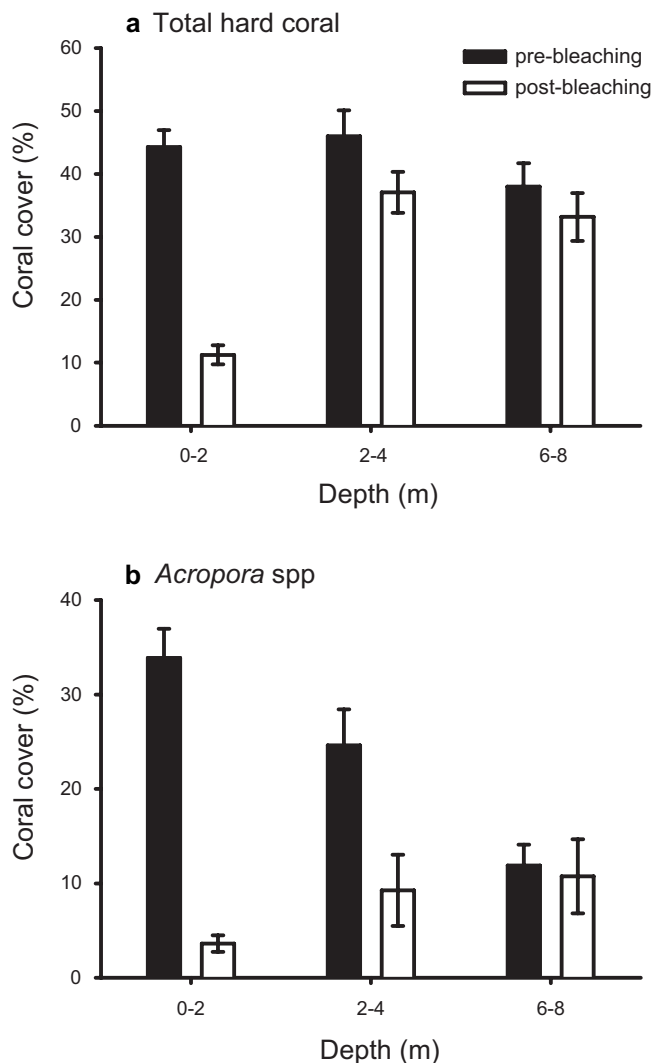 a Total hard coral
pre-bleaching
post-bleaching
Coral cover (%)
60
50
40
30
20
10
0
0-2 2-4 6-8
Depth (m)
b Acropora spp
Coral cover (%)
40
30
20
10
0
0-2 2-4 6-8
Depth (m)